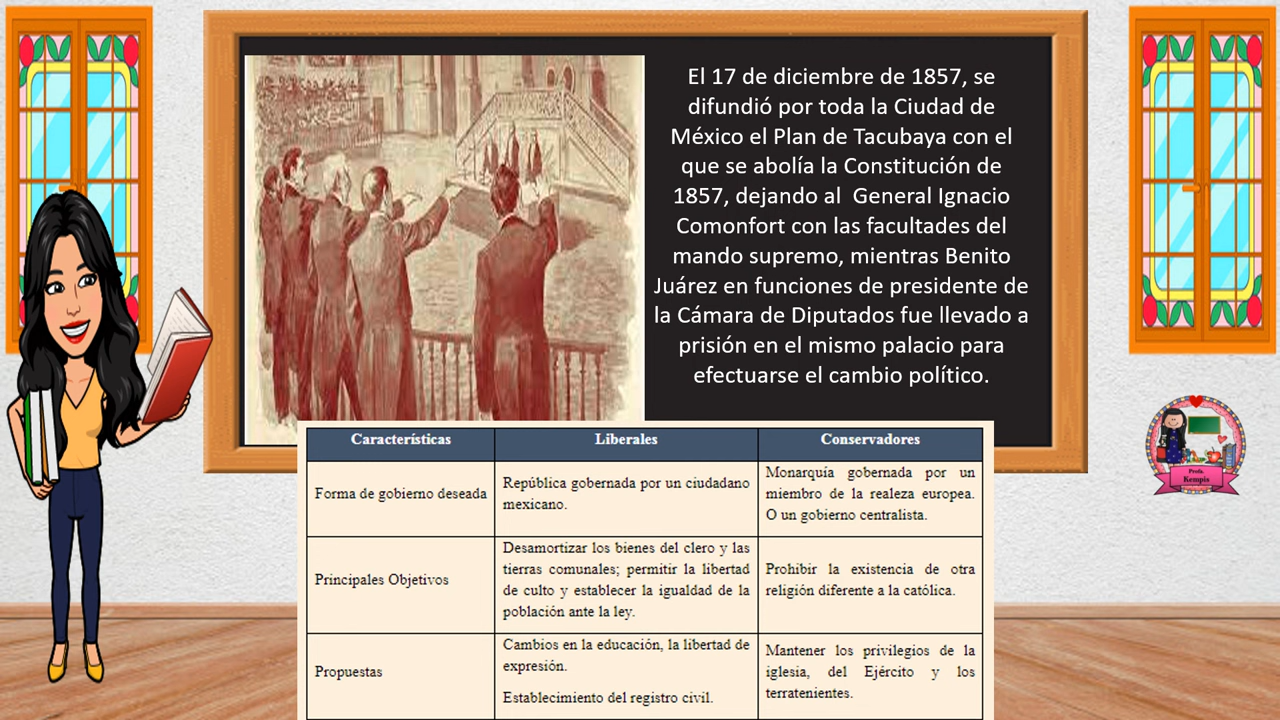 El 17 de diciembre de 1857, se
difundió por toda la Ciudad de
México el Plan de Tacubaya con el
que se abolía la Constitución de
1857, dejando al  General Ignacio
Comonfort con las facultades del
mando supremo, mientras Benito
Juárez en funciones de presidente de
la Cámara de Diputados fue llevado a
prisión en el mismo palacio para
efectuarse el cambio político.
Características Liberales Conservadores
Forma de gobierno deseada
República gobernada por un ciudadano
mexicano.
Monarquía gobernada por un
miembro de la realeza europea.
O un gobierno centralista.
Principales Objetivos
Desamortizar los bienes del clero y las
tierras comunales; permitir la libertad
de culto y establecer la igualdad de la
población ante la ley.
Prohibir la existencia de otra
religión diferente a la católica.
Propuestas
Cambios en la educación, la libertad de
expresión.
Establecimiento del registro civil.
Mantener los privilegios de la
iglesia, del Ejército y los
terratenientes.
Profa.
Kempis